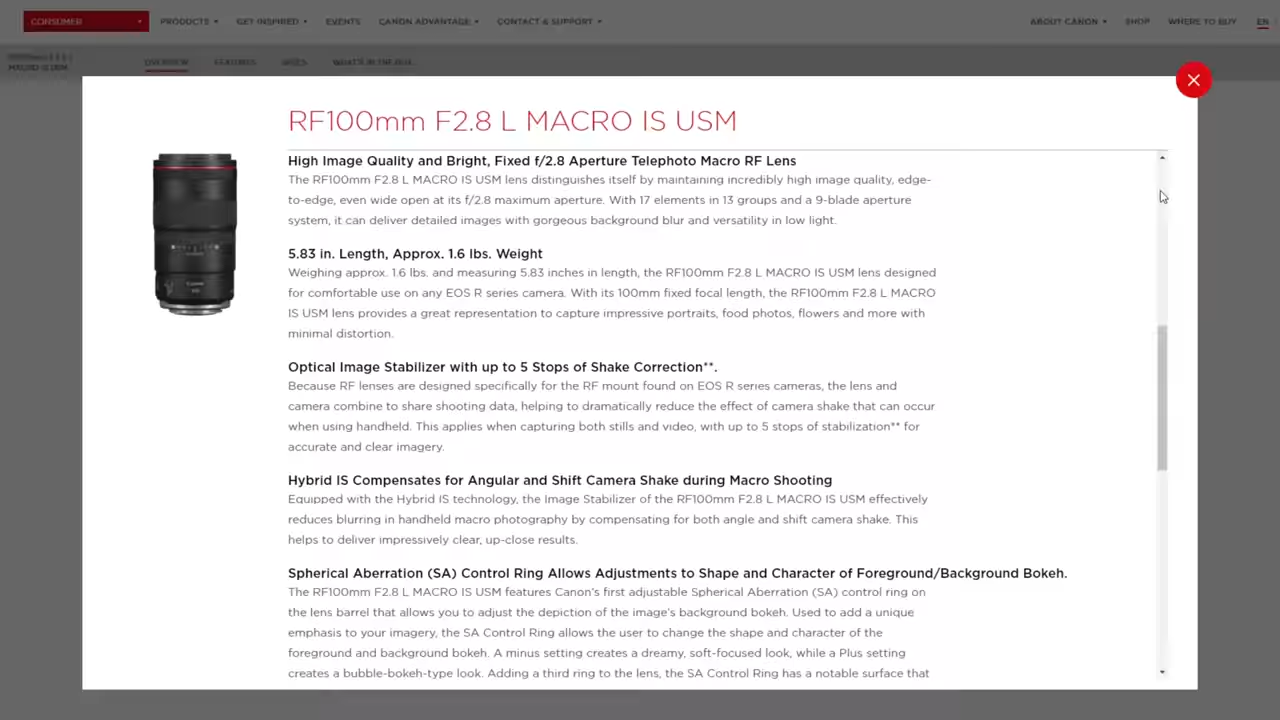 CONSUMER
PRODUCTS
GET INSPIRED
EVENTS
CANON ADVANTAGE
CONTACT & SUPPORT
ABOUT CANON
SHOP
WHERE TO BUY
EN
OVERVIEW
FEATURES
WHAT'S IN THE BOX
RF100mm F2.8 L MACRO IS USM
High Image Quality and Bright, Fixed f/2.8 Aperture Telephoto Macro RF Lens
The RF100mm F2.8 L MACRO IS USM lens distinguishes itself by maintaining incredibly high image quality, edge-
to-edge, even wide open at its f/2.8 maximum aperture. With 17 elements in 13 groups and a 9-blade aperture
system, it can deliver detailed images with gorgeous background blur and versatility in low light.
5.83 in. Length, Approx. 1.6 lbs. Weight
Weighing approx. 1.6 lbs. and measuring 5.83 inches in length, the RF100mm F2.8 L MACRO IS USM lens designed
for comfortable use on any EOS R series camera. With its 100mm fixed focal length, the RF100mm F2.8 L MACRO
IS USM lens provides a great representation to capture impressive portraits, food photos, flowers and more with
minimal distortion.
Optical Image Stabilizer with up to 5 Stops of Shake Correction**.
Because RF lenses are designed specifically for the RF mount found on EOS R series cameras, the lens and
camera combine to share shooting data, helping to dramatically reduce the effect of camera shake that can occur
when using handheld. This applies when capturing both stills and video, with up to 5 stops of stabilization** for
accurate and clear imagery.
Hybrid IS Compensates for Angular and Shift Camera Shake during Macro Shooting
Equipped with the Hybrid IS technology, the Image Stabilizer of the RF100mm F2.8 L MACRO IS USM effectively
reduces blurring in handheld macro photography by compensating for both angle and shift camera shake. This
helps to deliver impressively clear, up-close results.
Spherical Aberration (SA) Control Ring Allows Adjustments to Shape and Character of Foreground/Background Bokeh.
The RF100mm F2.8 L MACRO IS USM features Canon's first adjustable Spherical Aberration (SA) control ring on
the lens barrel that allows you to adjust the depiction of the image's background bokeh. Used to add a unique
emphasis to your imagery, the SA Control Ring allows the user to change the shape and character of the
foreground and background bokeh. A minus setting creates a dreamy, soft-focused look, while a Plus setting
creates a bubble-bokeh-type look. Adding a third ring to the lens, the SA Control Ring has a notable surface that